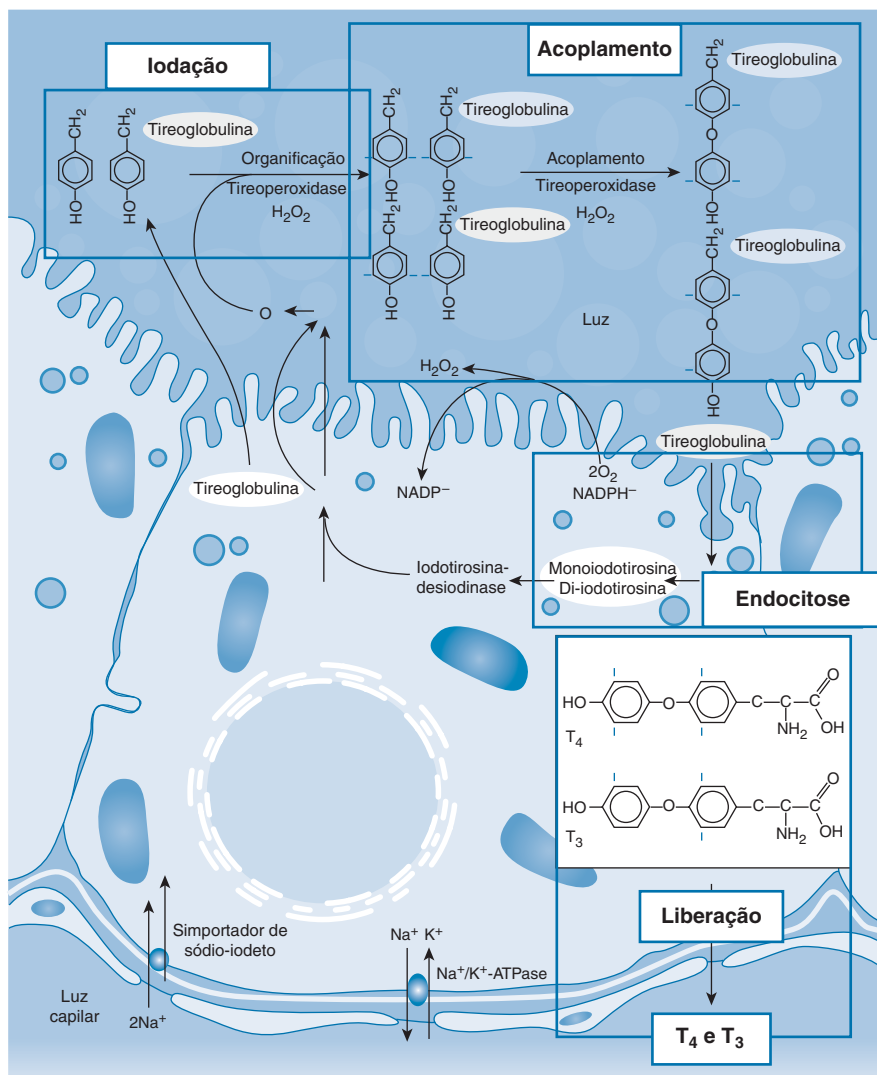 Iodação
Acoplamento
CH₂
CH₂
Tireoglobulina
HO
HO
Organificação
Tireoperoxidase
H₂O₂
CH₂
CH₂
Tireoglobulina
HO
HO
CH₂
CH₂
Tireoglobulina
HO
HO
Acoplamento
Tireoperoxidase
H₂O₂
CH₂
Tireoglobulina
O
HO
CH₂
Tireoglobulina
O
HO
Tireoglobulina
Luz
O
H₂O₂
Tireoglobulina
NADP⁻
2O₂
NADPH⁻
Iodotirosina-
desiodinase
Monoiodotirosina
Di-iodotirosina
Endocitose
HO O C C C O
NH₂ OH
T₄
HO O C C C O
NH₂ OH
T₃
Liberação
T₄ e T₃
Simportador de
sódio-iodeto
Luz
capilar
2Na⁺
Na⁺ K⁺
Na⁺/K⁺-ATPase